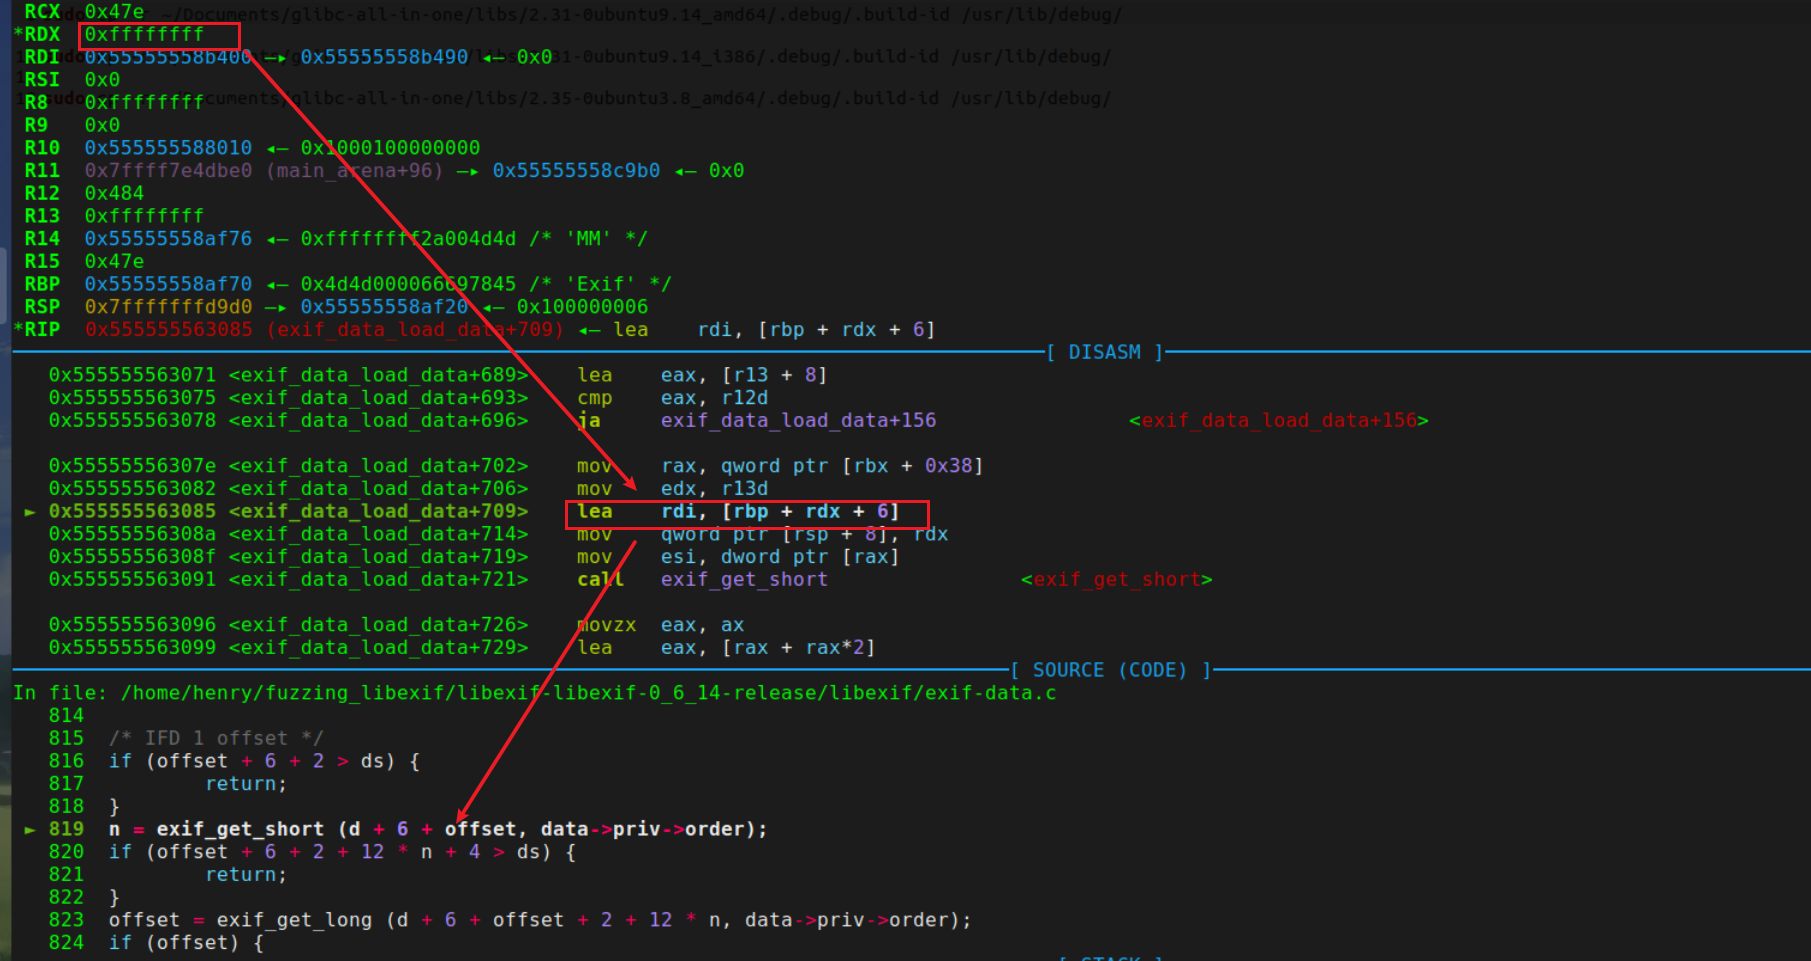 RCX 0x47e ~/Documents/glibc-all-in-one/libs/2.31-0ubuntu9.14_amd64/.debug/.build-id /usr/lib/debug/
*RDX 0xffffffff
RDI 0x55555558b400 —▸ 0x55555558b490 ◂— 0x0 31-0ubuntu9.14_i386/.debug/.build-id /usr/lib/debug/
RSI 0x0
R8 0xffffffff /Documents/glibc-all-in-one/libs/2.35-0ubuntu3.8_amd64/.debug/.build-id /usr/lib/debug/
R9 0x0
R10 0x555555588010 ◂— 0x1000100000000
R11 0x7ffff7e4dbe0 (main_arena+96) —▸ 0x55555558c9b0 ◂— 0x0
R12 0x484
R13 0xffffffff
R14 0x55555558af76 ◂— 0xffffffff2a004d4d /* 'MM' */
R15 0x47e
RBP 0x55555558af70 ◂— 0x4d4d000066697845 /* 'Exif' */
RSP 0x7fffffffd9d0 —▸ 0x55555558af20 ◂— 0x100000006
*RIP 0x555555563085 (exif_data_load_data+709) ◂— lea rdi, [rbp + rdx + 6]
[ DISASM ]
0x555555563071 <exif_data_load_data+689> lea eax, [r13 + 8]
0x555555563075 <exif_data_load_data+693> cmp eax, r12d
0x555555563078 <exif_data_load_data+696> ja exif_data_load_data+156 <exif_data_load_data+156>
0x55555556307e <exif_data_load_data+702> mov rax, qword ptr [rbx + 0x38]
0x555555563082 <exif_data_load_data+706> mov edx, r13d
► 0x555555563085 <exif_data_load_data+709> lea rdi, [rbp + rdx + 6]
0x55555556308a <exif_data_load_data+714> mov qword ptr [rsp + 8], rdx
0x55555556308f <exif_data_load_data+719> mov esi, dword ptr [rax]
0x555555563091 <exif_data_load_data+721> call exif_get_short <exif_get_short>
0x555555563096 <exif_data_load_data+726> movzx eax, ax
0x555555563099 <exif_data_load_data+729> lea eax, [rax + rax*2]
[ SOURCE (CODE) ]
In file: /home/henry/fuzzing_libexif/libexif-libexif-0_6_14-release/libexif/exif-data.c
814
815 /* IFD 1 offset */
816 if (offset + 6 + 2 > ds) {
817 return;
818 }
► 819 n = exif_get_short (d + 6 + offset, data->priv->order);
820 if (offset + 6 + 2 + 12 * n + 4 > ds) {
821 return;
822 }
823 offset = exif_get_long (d + 6 + offset + 2 + 12 * n, data->priv->order);
824 if (offset) {
[ STACK ]